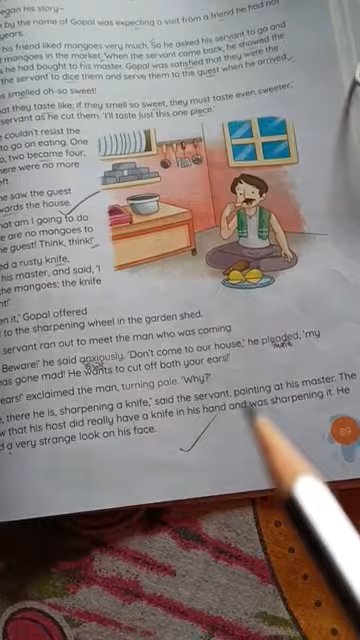 egan his story–
by the name of Gopal was expecting a visit from a friend he had not
years.
his friend liked mangoes very much. So he asked his servant to go and
mangoes in the market. When the servant came back, he showed the
he had bought to his master. Gopal was satisfied that they were the
the servant to dice them and serve them to the guest when he arrived.
smelled oh-so sweet!
at they taste like; if they smell so sweet, they must taste even sweeter,'
servant as he cut them. 'I'll taste just this one piece.'
couldn't resist the
to go on eating. One
, two became four,
ere were no more
eft.
he saw the guest
wards the house.
at am I going to do
e are no mangoes to
he guest! Think, think!'
ed a rusty knife,
his master, and said, 'I
the mangoes; the knife
nt!'
en it,' Gopal offered
to the sharpening wheel in the garden shed.
servant ran out to meet the man who was coming
Beware!' he said anxiously. 'Don't come to our house,' he pleaded, 'my
as gone mad! He wants to cut off both your ears!'
ears!' exclaimed the man, turning pale. 'Why?'
, there he is, sharpening a knife,' said the servant, pointing at his master. The
w that his host did really have a knife in his hand and was sharpening it. He
d a very strange look on his face.
89